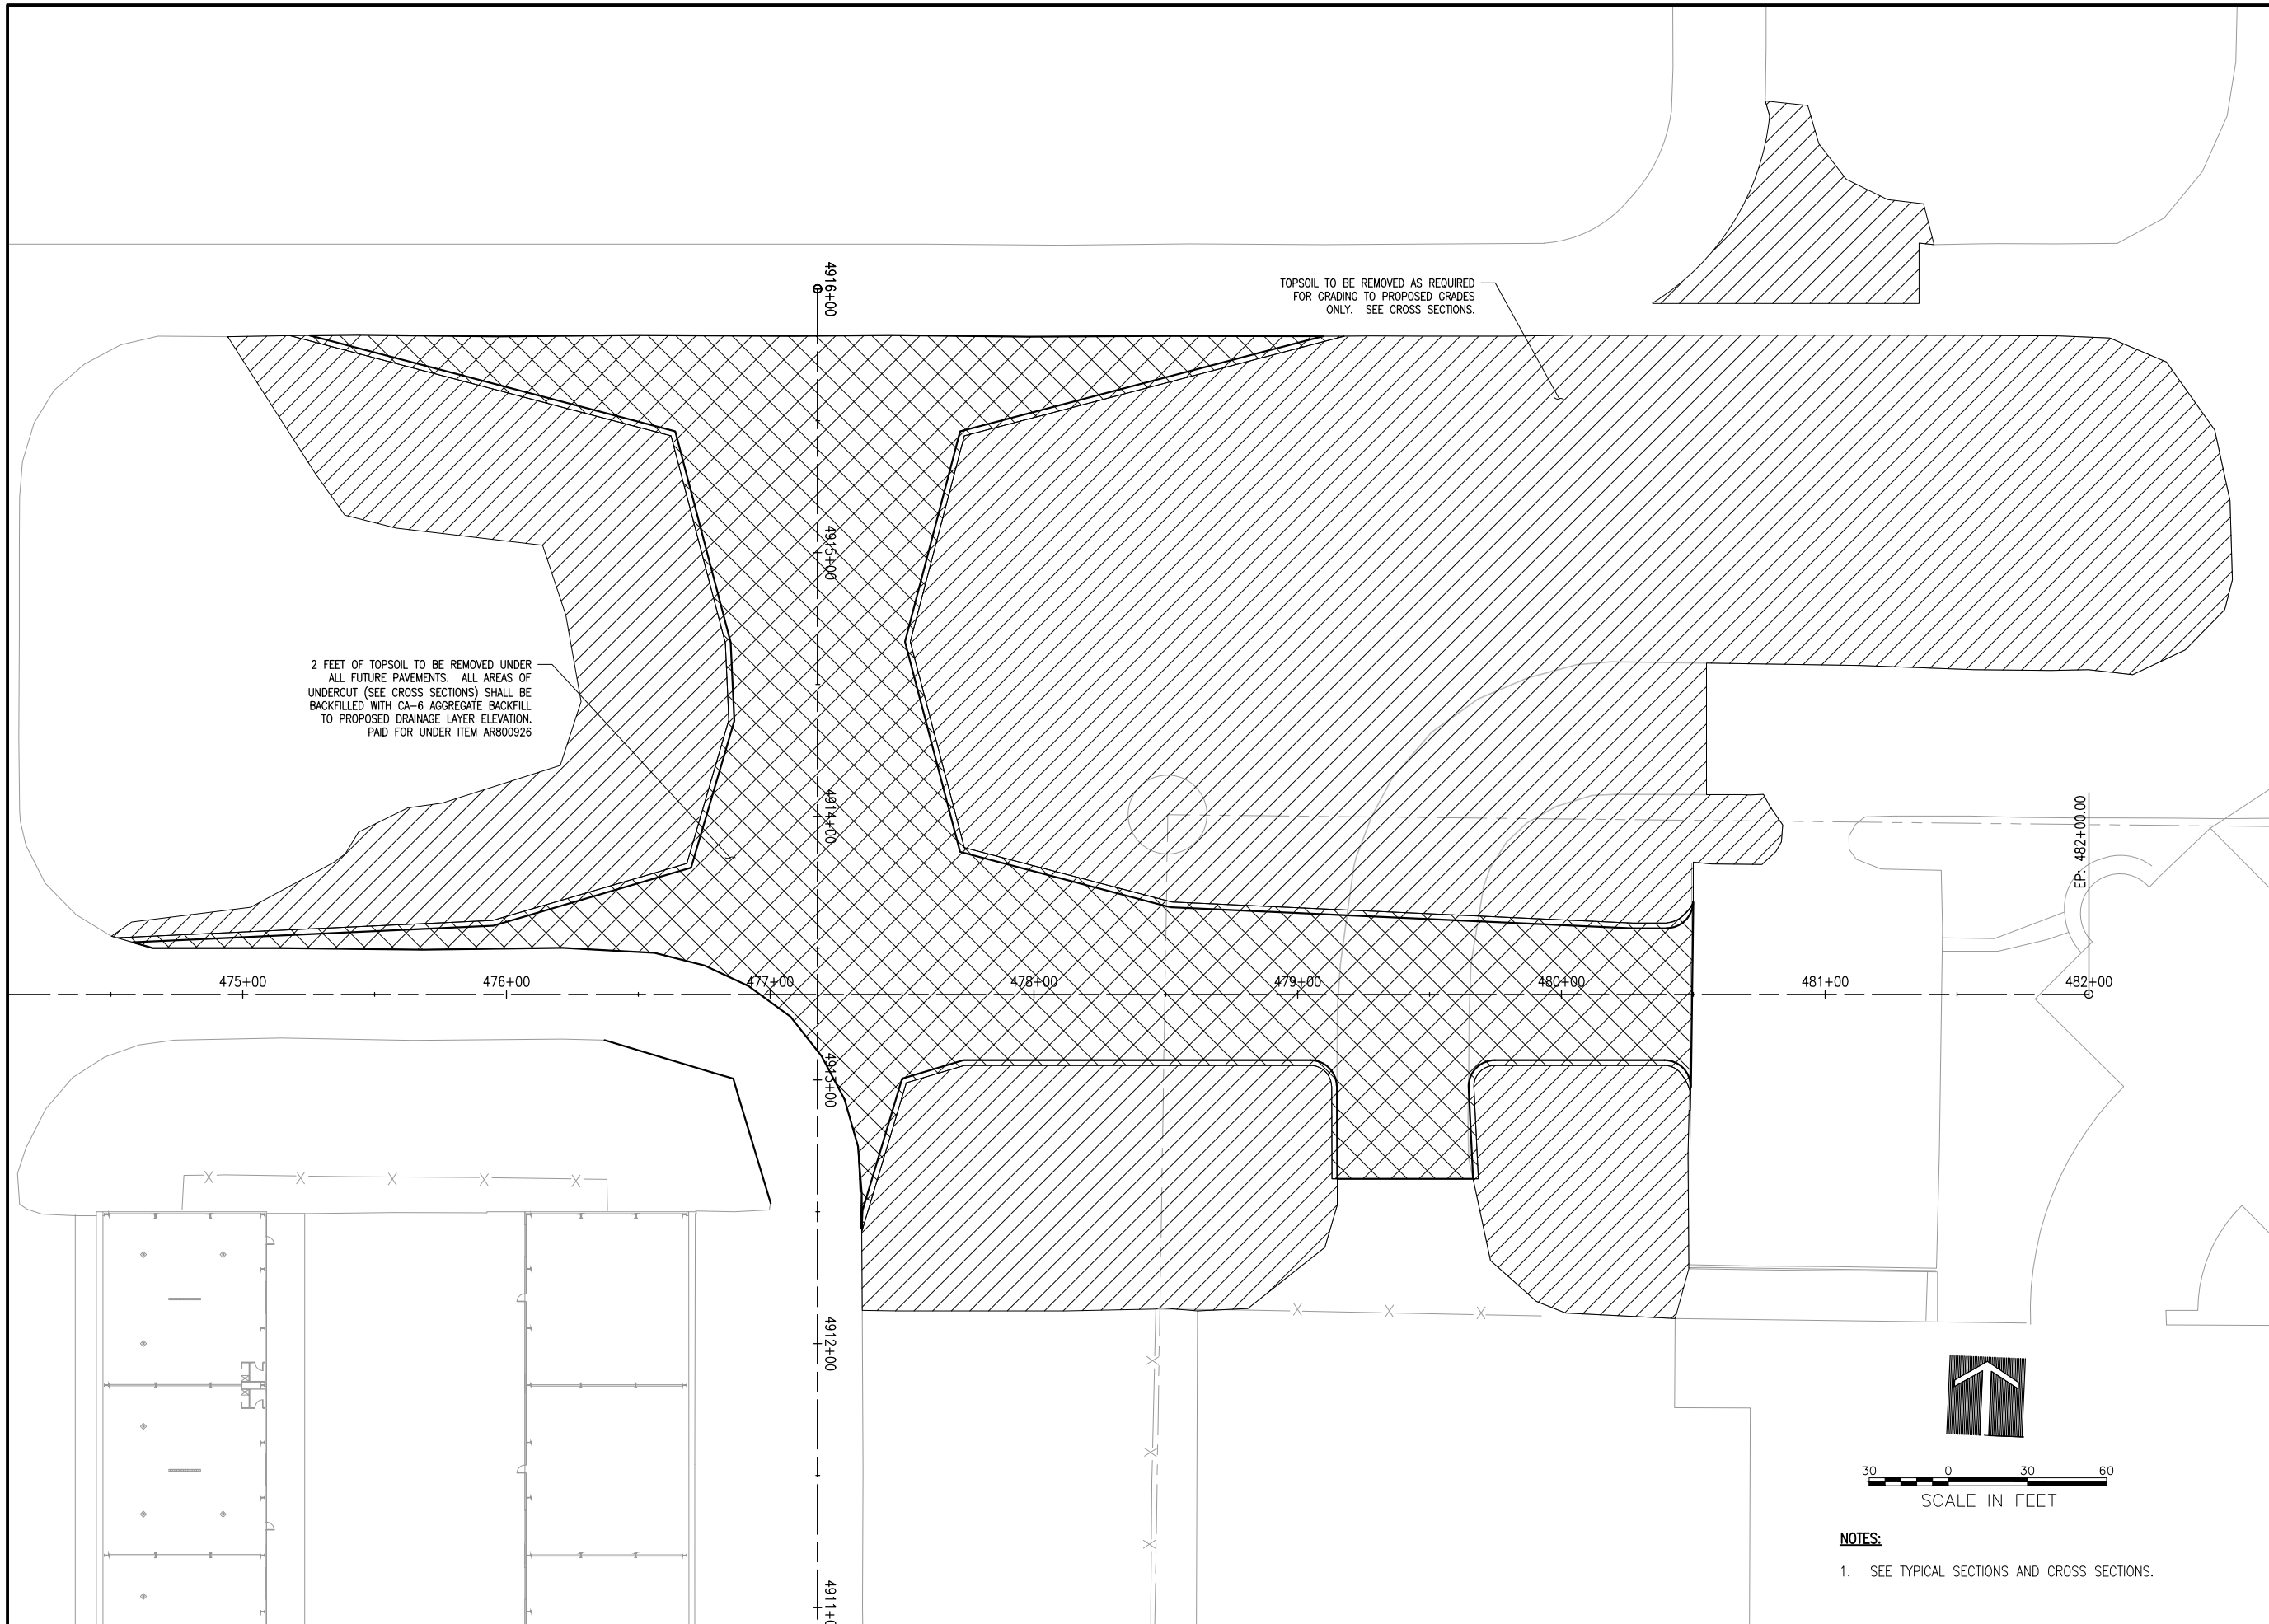 4916+00
TOPSOIL TO BE REMOVED AS REQUIRED
FOR GRADING TO PROPOSED GRADES
ONLY. SEE CROSS SECTIONS.
4915+00
2 FEET OF TOPSOIL TO BE REMOVED UNDER
ALL FUTURE PAVEMENTS. ALL AREAS OF
UNDERCUT (SEE CROSS SECTIONS) SHALL BE
BACKFILLED WITH CA-6 AGGREGATE BACKFILL
TO PROPOSED DRAINAGE LAYER ELEVATION.
PAID FOR UNDER ITEM AR800926
4914+00
EP: 482+00.00
475+00
476+00
477+00
478+00
479+00
480+00
481+00
482+00
4913+00
4912+00
4911+0
30 0 30 60
SCALE IN FEET
NOTES:
1. SEE TYPICAL SECTIONS AND CROSS SECTIONS.